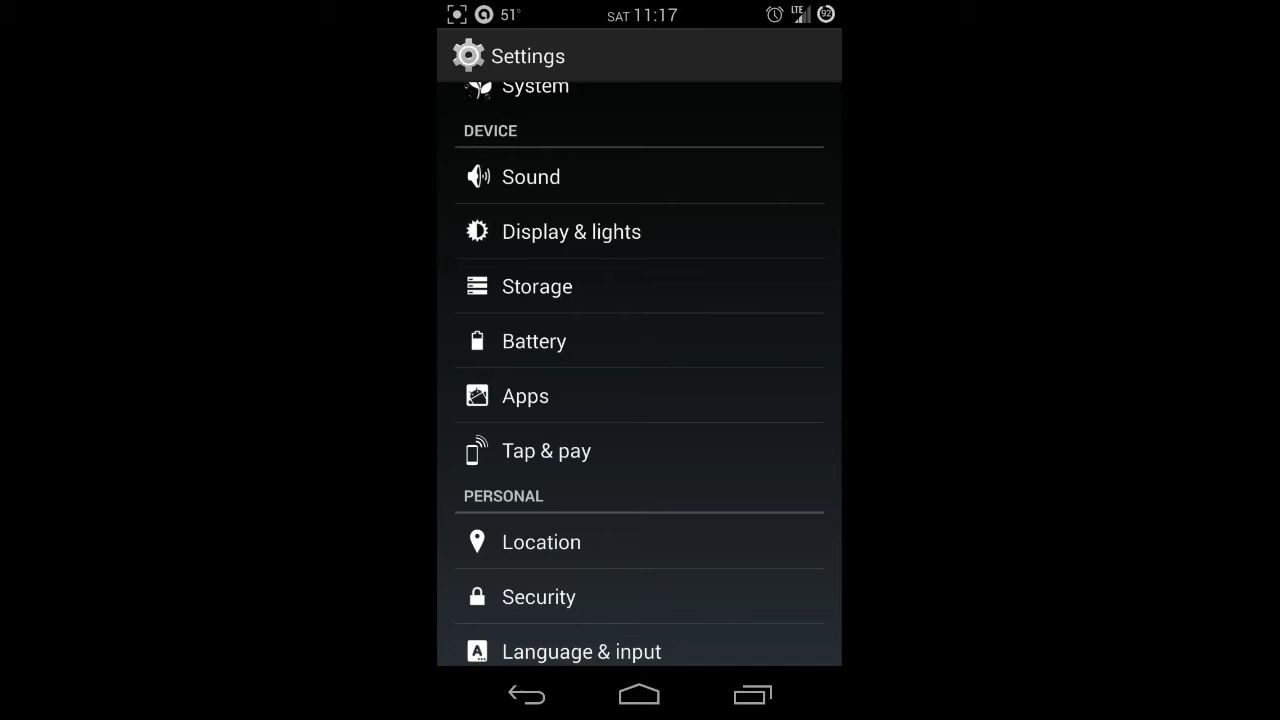 51° SAT 11:17 LTE 92
Settings
System
DEVICE
Sound
Display & lights
Storage
Battery
Apps
Tap & pay
PERSONAL
Location
Security
Language & input